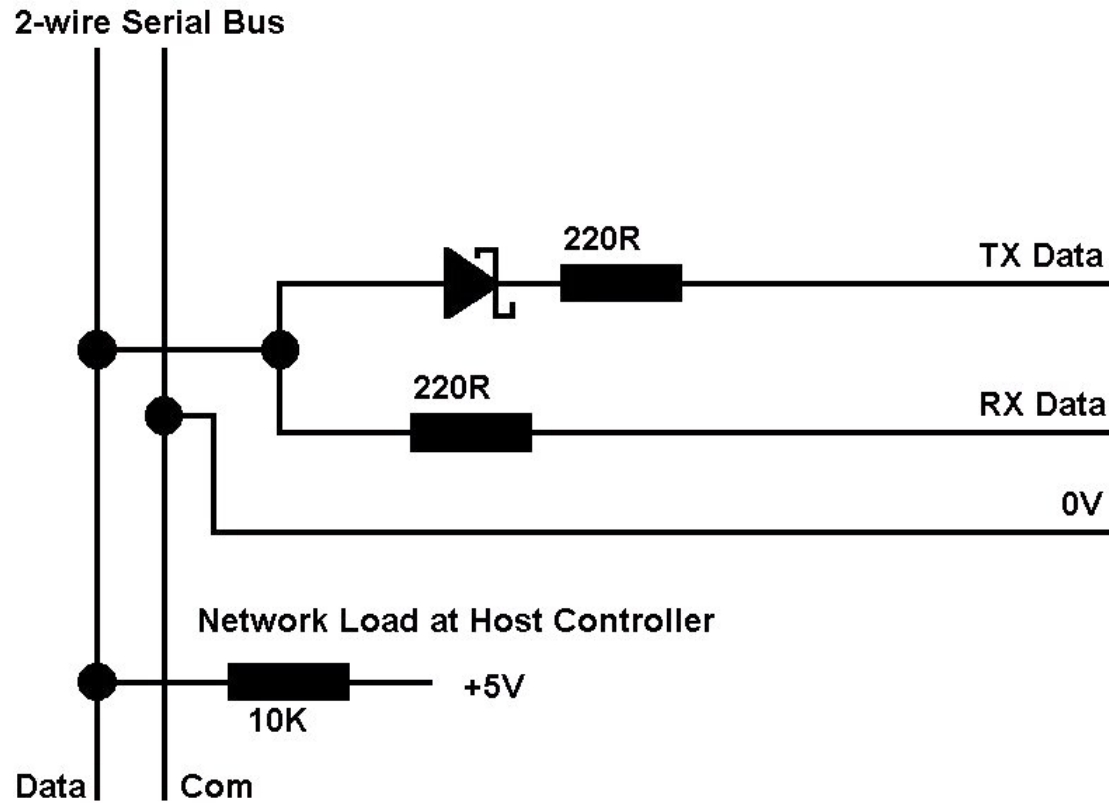 2-wire Serial Bus
220R
TX Data
220R
RX Data
0V
Network Load at Host Controller
+5V
10K
Data
Com